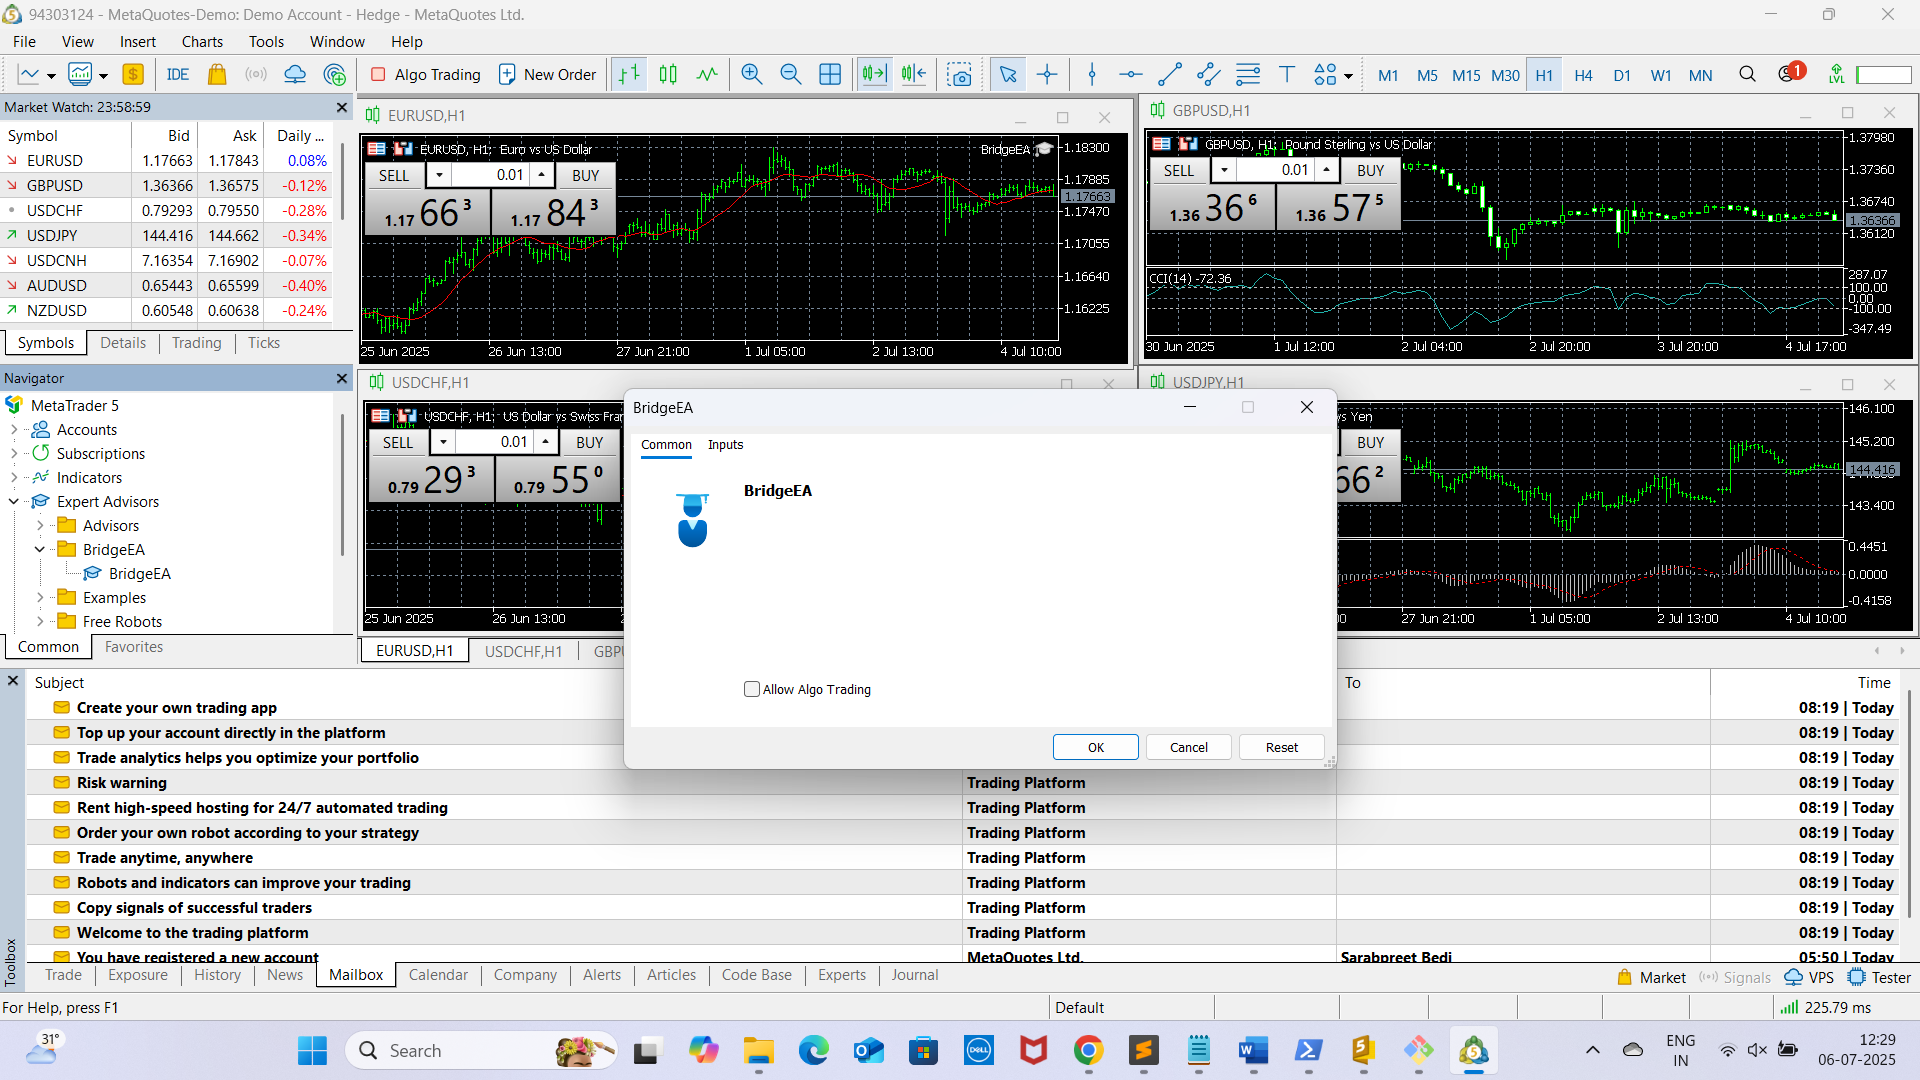 94303124 - MetaQuotes-Demo: Demo Account - Hedge - MetaQuotes Ltd.
File View Insert Charts Tools Window Help
IDE Algo Trading New Order M1 M5 M15 M30 H1 H4 D1 W1 MN 1 LVL
Market Watch: 23:58:59
Symbol Bid Ask Daily ...
EURUSD 1.17663 1.17843 0.08%
GBPUSD 1.36366 1.36575 -0.12%
USDCHF 0.79293 0.79550 -0.28%
USDJPY 144.416 144.662 -0.34%
USDCNH 7.16354 7.16902 -0.07%
AUDUSD 0.65443 0.65599 -0.40%
NZDUSD 0.60548 0.60638 -0.24%
Symbols Details Trading Ticks
Navigator
MetaTrader 5
Accounts
Subscriptions
Indicators
Expert Advisors
Advisors
BridgeEA
BridgeEA
Examples
Free Robots
Common Favorites
EURUSD,H1
EURUSD, H1: Euro vs US Dollar
BridgeEA
SELL 0.01 BUY
1.17 66 3 1.17 84 3
1.18300
1.17885
1.17663
1.17470
1.17055
1.16640
1.16225
25 Jun 2025 26 Jun 13:00 27 Jun 21:00 1 Jul 05:00 2 Jul 13:00 4 Jul 10:00
GBPUSD,H1
GBPUSD, H1: Pound Sterling vs US Dollar
SELL 0.01 BUY
1.36 36 6 1.36 57 5
1.37980
1.37360
1.36740
1.36366
1.36120
CCI(14) -72.36
287.07
100.00
0.00
-100.00
-347.49
30 Jun 2025 1 Jul 12:00 2 Jul 04:00 2 Jul 20:00 3 Jul 20:00 4 Jul 17:00
USDCHF,H1
USDCHF, H1: US Dollar vs Swiss Fran
SELL 0.01 BUY
0.79 29 3 0.79 55 0
25 Jun 2025 26 Jun 13:00
USDJPY,H1
vs Yen
BUY
66 2
146.100
145.200
144.416
143.400
0.4451
0.0000
-0.4158
27 Jun 21:00 1 Jul 05:00 2 Jul 13:00 4 Jul 10:00
EURUSD,H1 USDCHF,H1 GBPU
BridgeEA
Common Inputs
BridgeEA
Allow Algo Trading
OK Cancel Reset
Subject To Time
Create your own trading app 08:19 | Today
Top up your account directly in the platform 08:19 | Today
Trade analytics helps you optimize your portfolio 08:19 | Today
Risk warning Trading Platform 08:19 | Today
Rent high-speed hosting for 24/7 automated trading Trading Platform 08:19 | Today
Order your own robot according to your strategy Trading Platform 08:19 | Today
Trade anytime, anywhere Trading Platform 08:19 | Today
Robots and indicators can improve your trading Trading Platform 08:19 | Today
Copy signals of successful traders Trading Platform 08:19 | Today
Welcome to the trading platform Trading Platform 08:19 | Today
You have registered a new account MetaQuotes Ltd. Sarabpreet Bedi 05:50 | Today
Toolbox
Trade Exposure History News Mailbox Calendar Company Alerts Articles Code Base Experts Journal
Market Signals VPS Tester
For Help, press F1 Default 225.79 ms
31°
Search
DELL
ENG
IN
12:29
06-07-2025